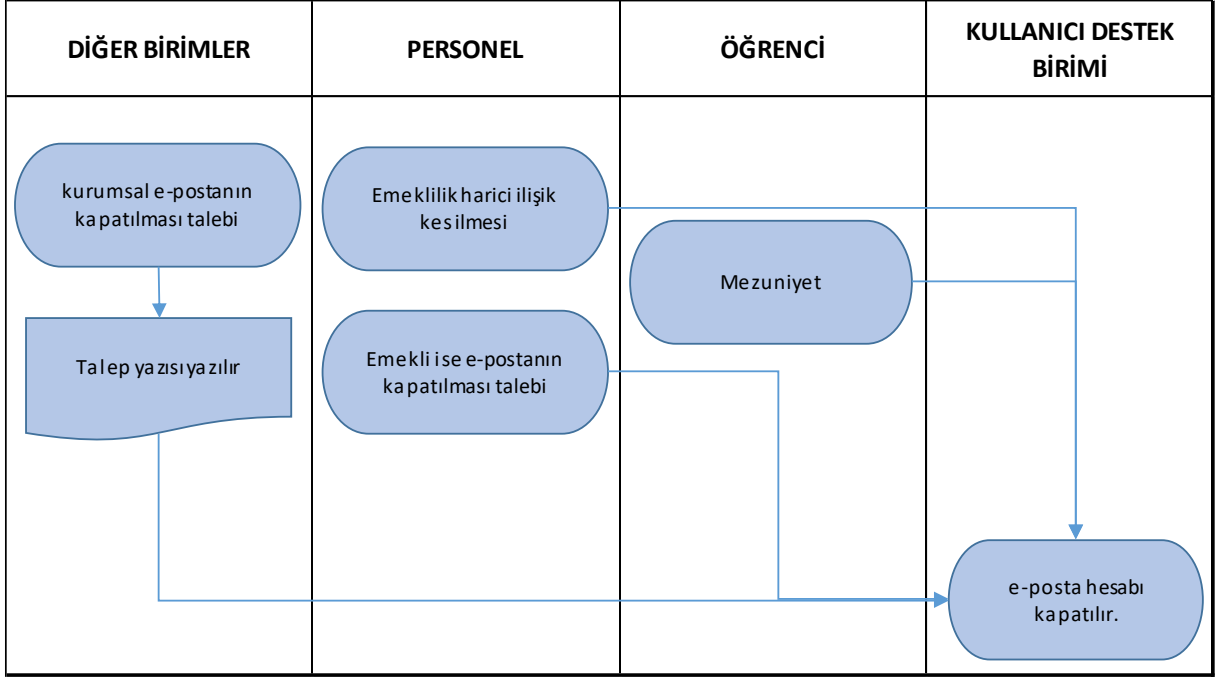 DİĞER BİRİMLER
PERSONEL
ÖĞRENCİ
KULLANICI DESTEK
BİRİMİ
kurumsal e-postanın
kapatılması talebi
Emeklilik harici ilişik
kesilmesi
Mezuniyet
Talep yazısı yazılır
Emekli ise e-postanın
kapatılması talebi
e-posta hesabı
kapatılır.